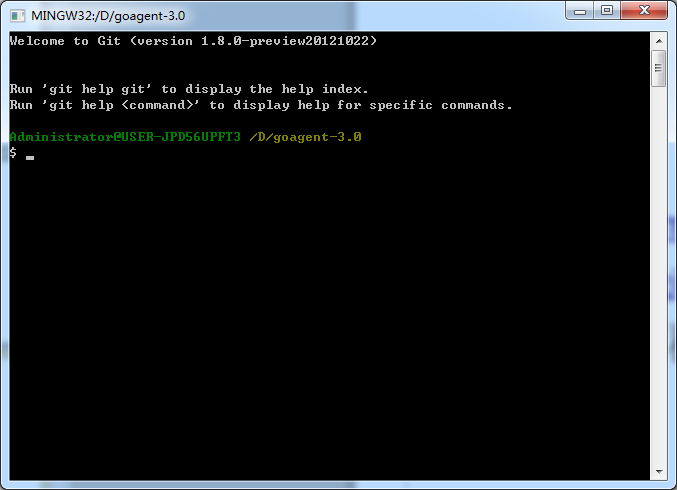 MINGW32:/D/goagent-3.0
Welcome to Git (version 1.8.0-preview20121022)
Run 'git help git' to display the help index.
Run 'git help <command>' to display help for specific commands.
Administrator@USER-JPD56UPFT3 /D/goagent-3.0
$